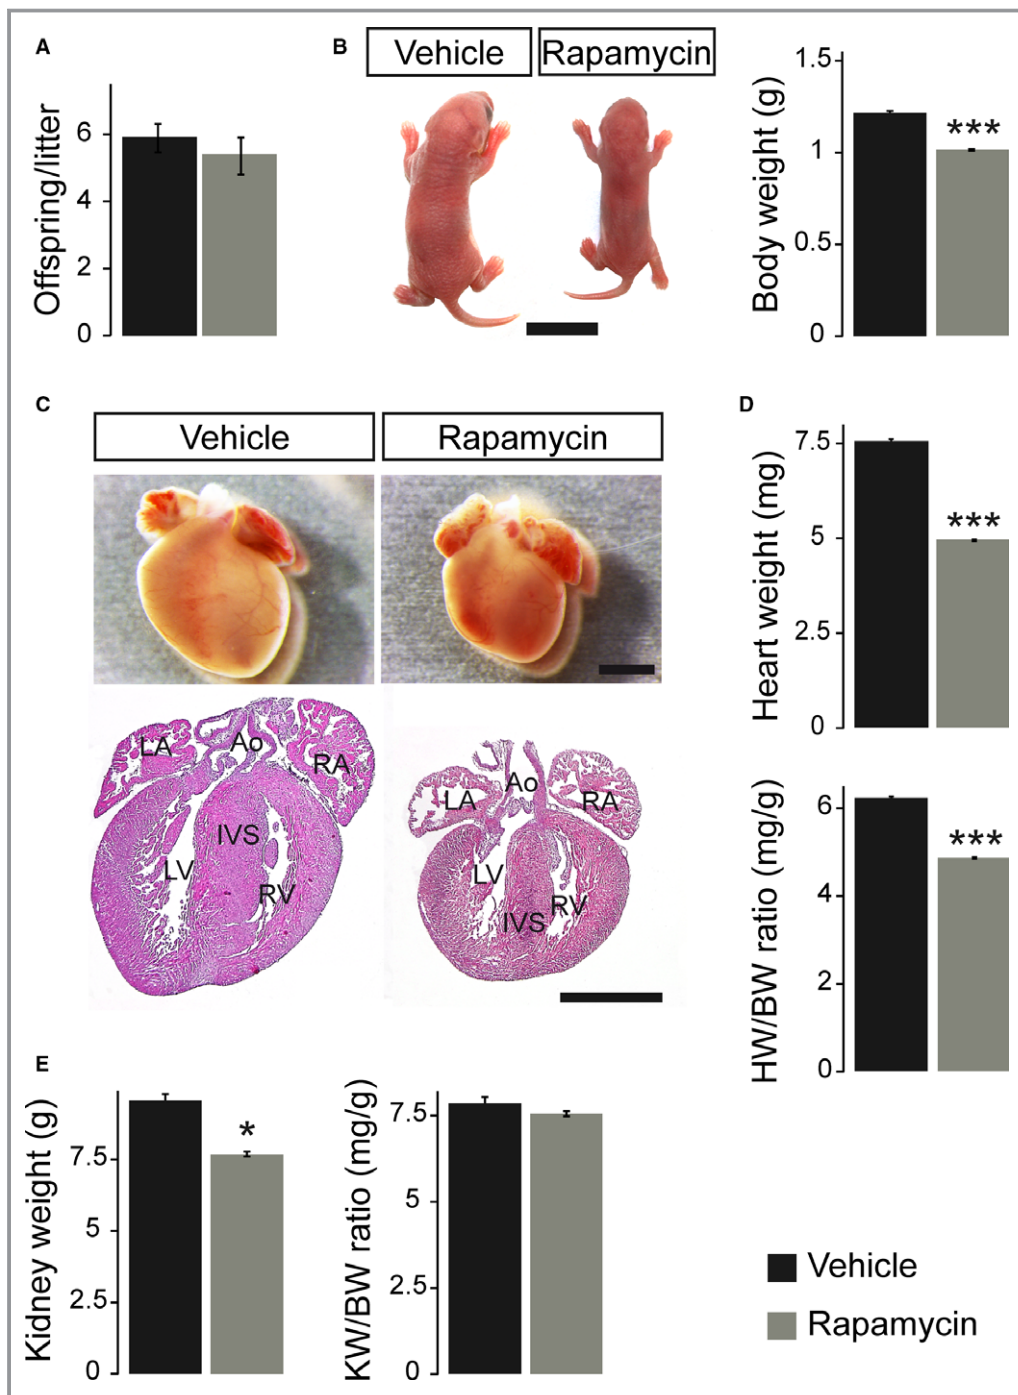 A
Offspring/litter
6
4
2
0
B
Vehicle
Rapamycin
Body weight (g)
1.5
1
0.5
0
***
C
Vehicle
Rapamycin
LA
Ao
RA
IVS
LV
RV
LA
Ao
RA
LV
RV
IVS
D
Heart weight (mg)
7.5
5
2.5
0
***
HW/BW ratio (mg/g)
6
4
2
0
***
E
Kidney weight (g)
7.5
5
2.5
0
*
KW/BW ratio (mg/g)
7.5
5
2.5
0
Vehicle
Rapamycin